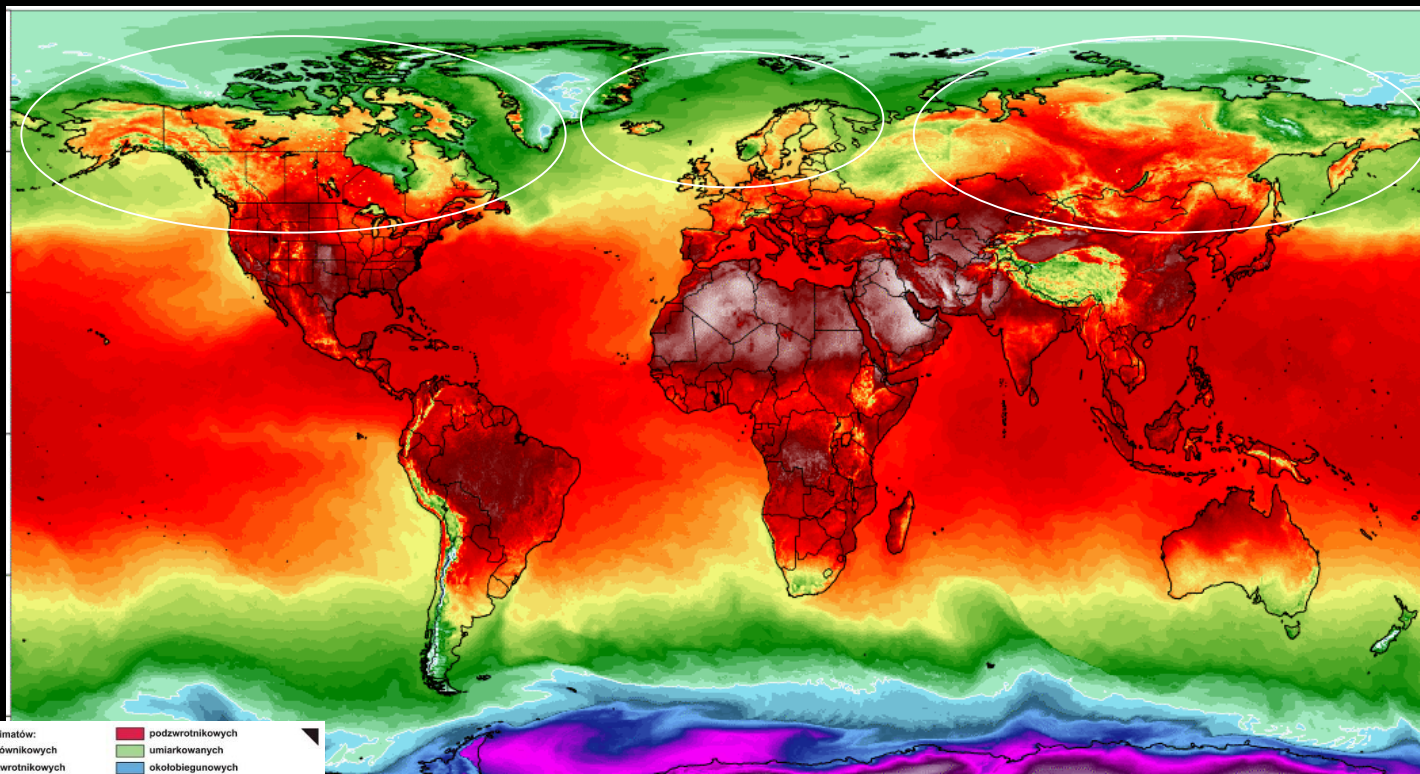 imatów: podzwrotnikowych
ównikowych umiarkowanych
wrotnikowych okołobiegunowych